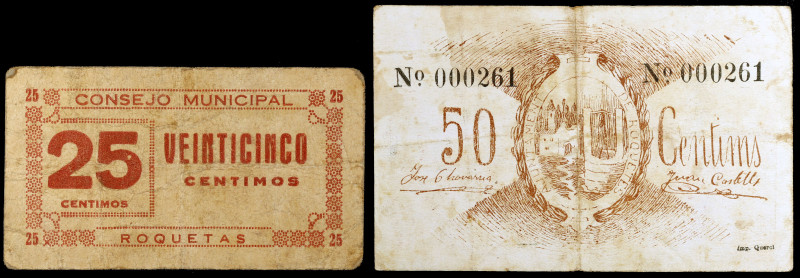 25 CONSEJO MUNICIPAL 25
25 VEINTICINCO
CENTIMOS
CENTIMOS
25 ROQUETAS 25
Nº 000261 Nº 000261
50 Centims
Imp. Querol